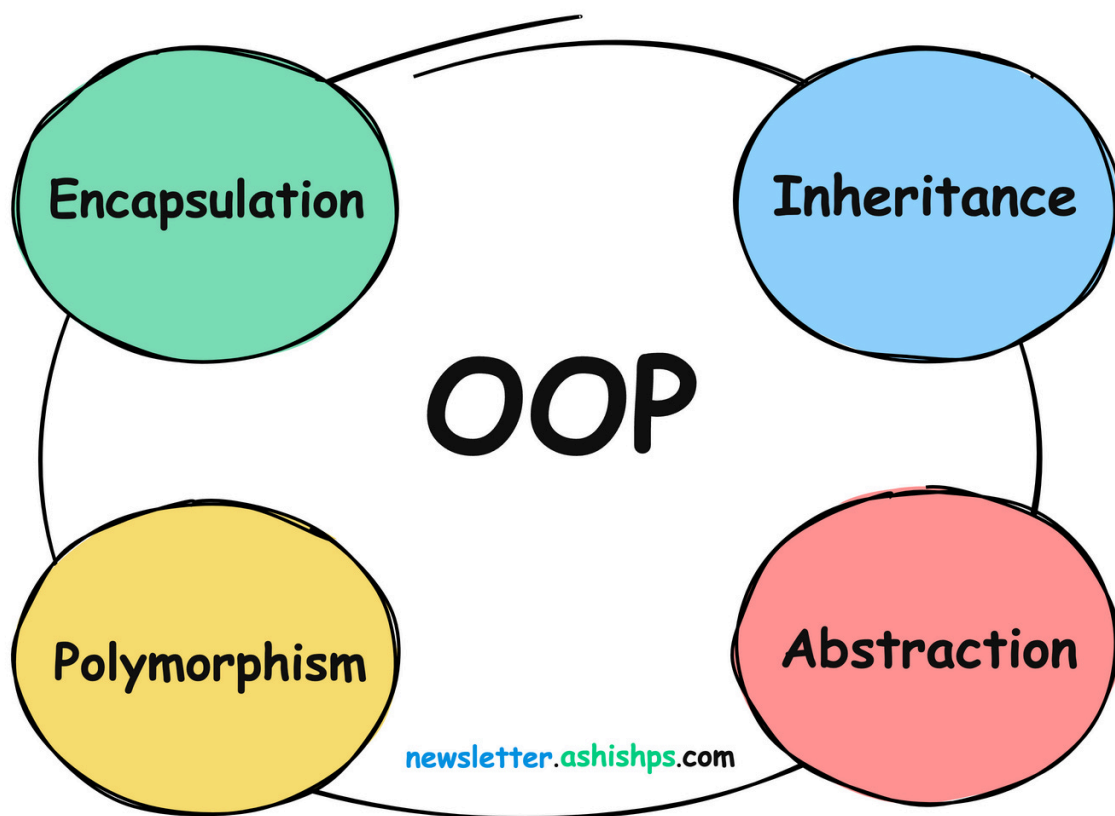 Encapsulation
Inheritance
OOP
Polymorphism
Abstraction
newsletter.ashishps.com